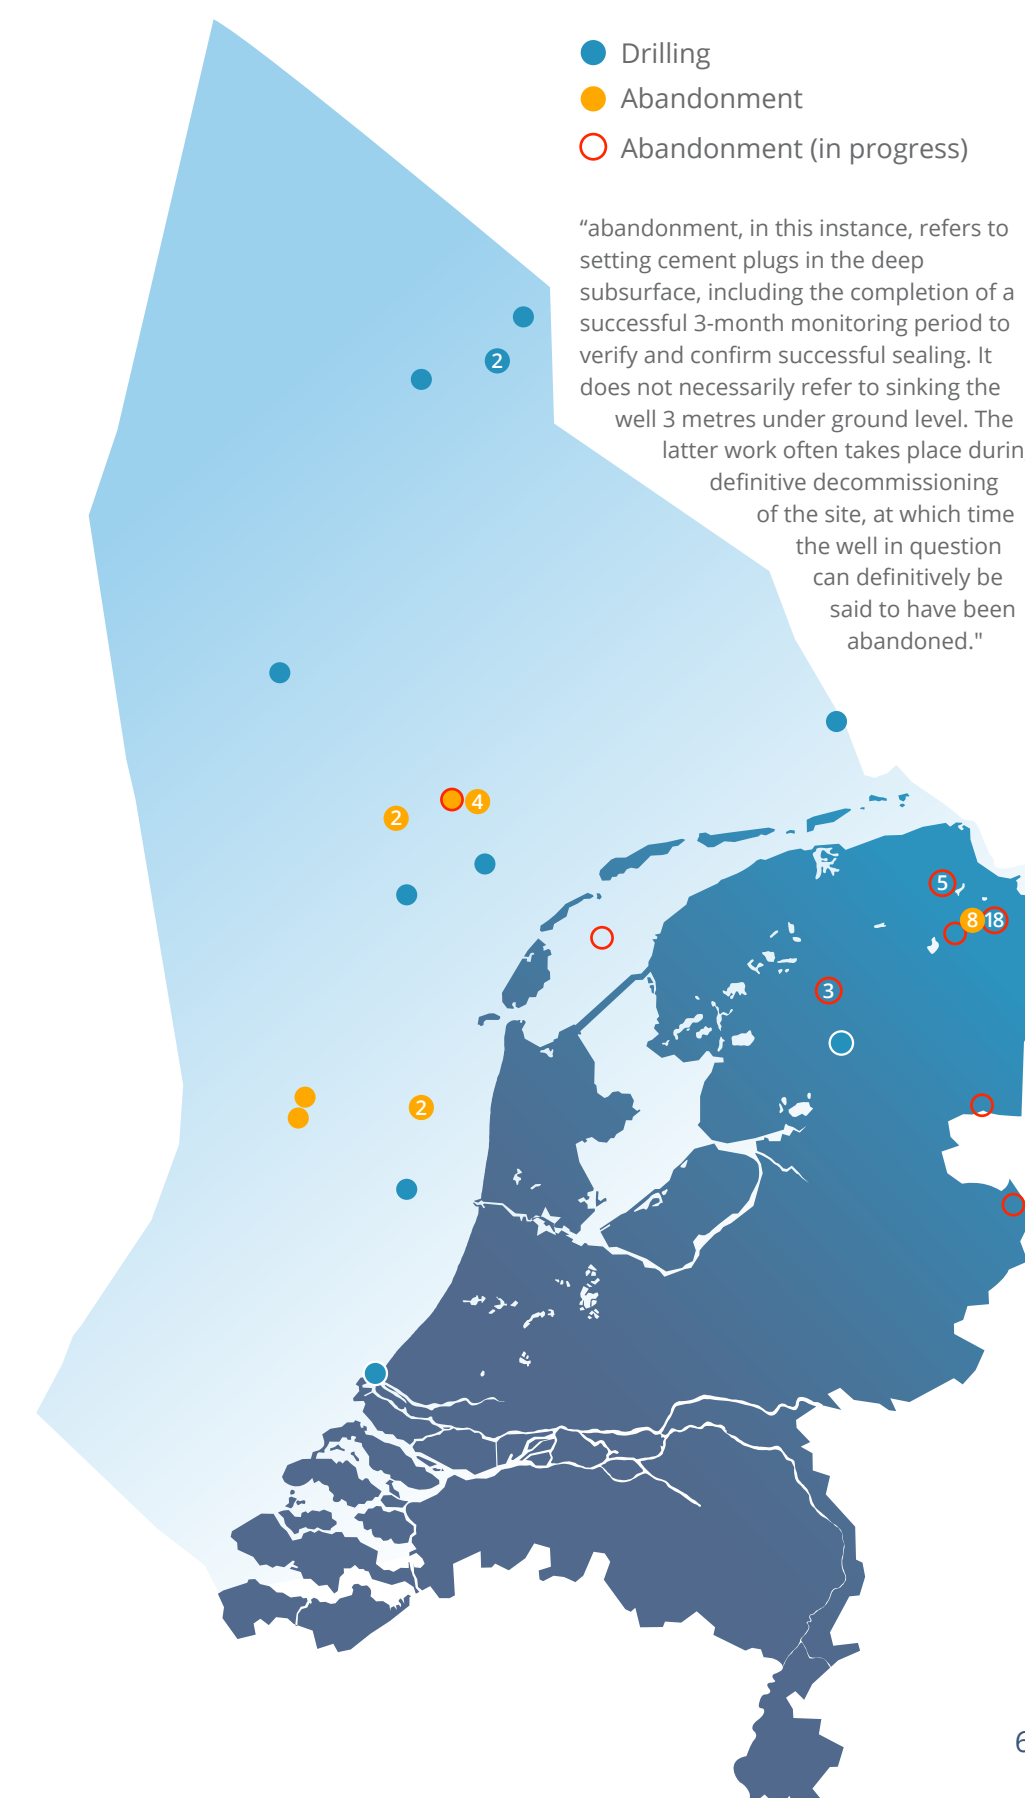 Drilling
Abandonment
Abandonment (in progress)
“abandonment, in this instance, refers to
setting cement plugs in the deep
subsurface, including the completion of a
successful 3-month monitoring period to
verify and confirm successful sealing. It
does not necessarily refer to sinking the
well 3 metres under ground level. The
latter work often takes place durin
definitive decommissioning
of the site, at which time
the well in question
can definitively be
said to have been
abandoned."
2
4
2
5
8 18
3
2
6